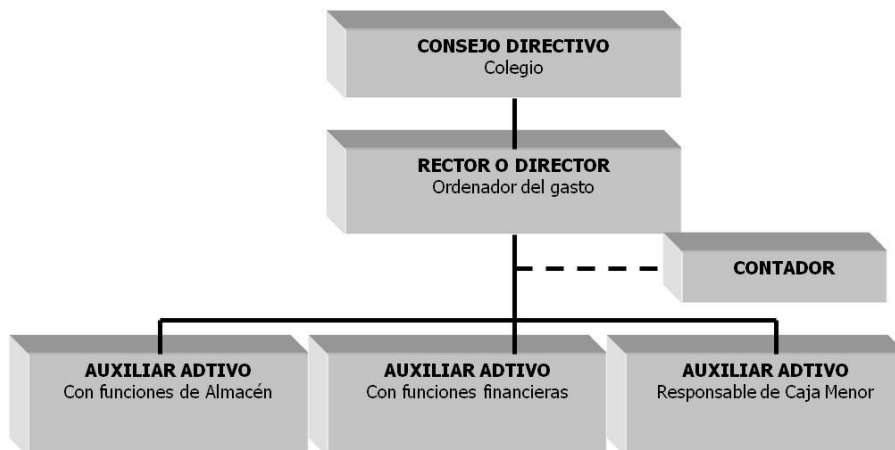 CONSEJO DIRECTIVO
Colegio
RECTOR O DIRECTOR
Ordenador del gasto
CONTADOR
AUXILIAR ADTIVO
Con funciones de Almacén
AUXILIAR ADTIVO
Con funciones financieras
AUXILIAR ADTIVO
Responsable de Caja Menor